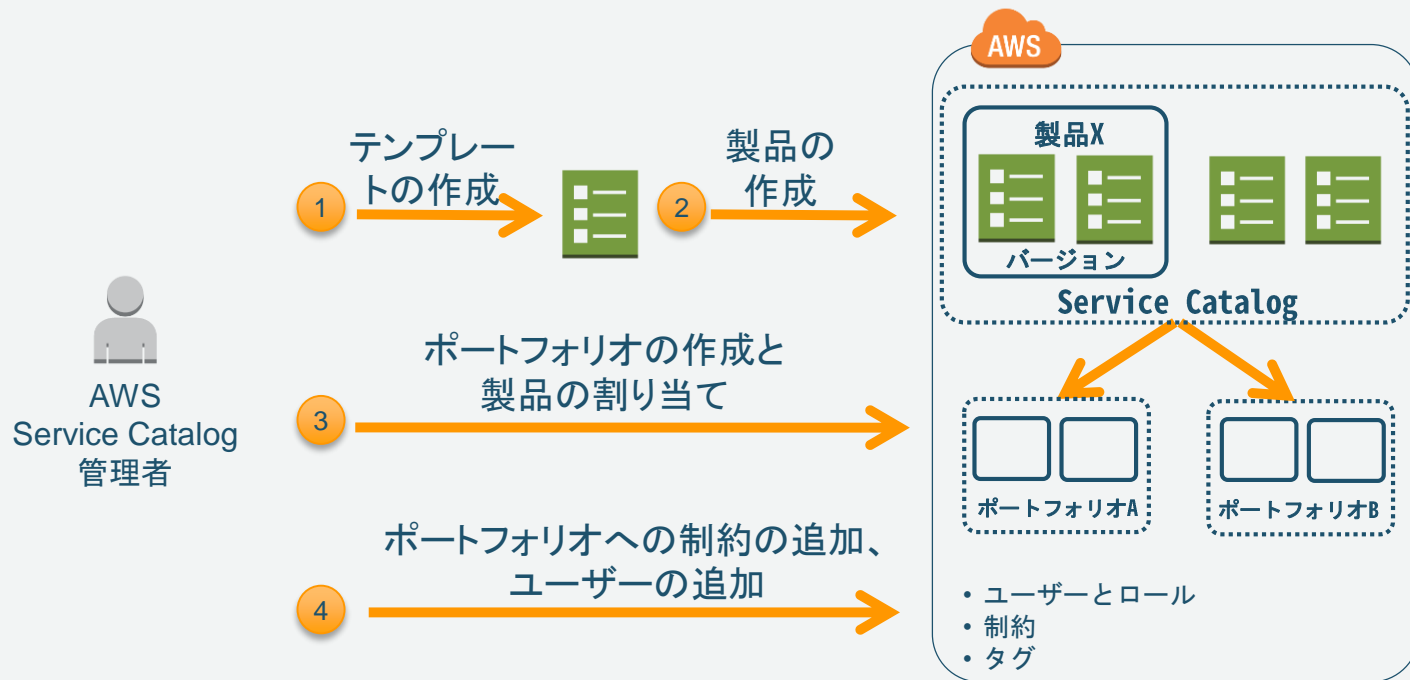 AWS
製品X
バージョン
Service Catalog
テンプレー
トの作成
1
製品の
作成
2
AWS
Service Catalog
管理者
ポートフォリオの作成と
製品の割り当て
3
ポートフォリオA
ポートフォリオB
ポートフォリオへの制約の追加、
ユーザーの追加
4
• ユーザーとロール
• 制約
• タグ